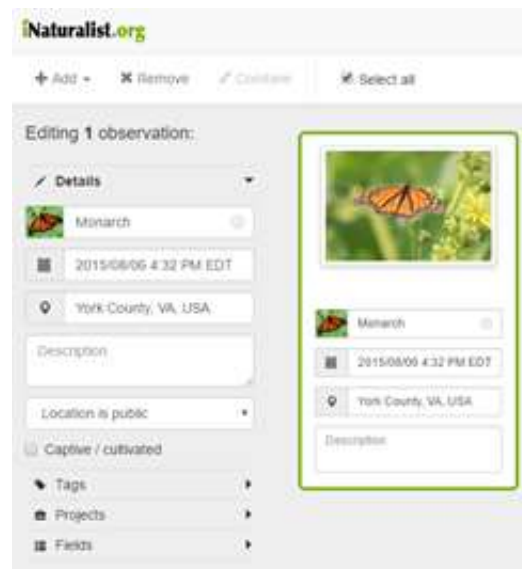 iNaturalist.org
Add Remove Combine Select all
Editing 1 observation:
Details
Monarch
2015/08/06 4:32 PM EDT
York County, VA, USA
Description
Location is public
Captive / cultivated
Tags
Projects
Fields
Monarch
2015/08/06 4:32 PM EDT
York County, VA, USA
Description